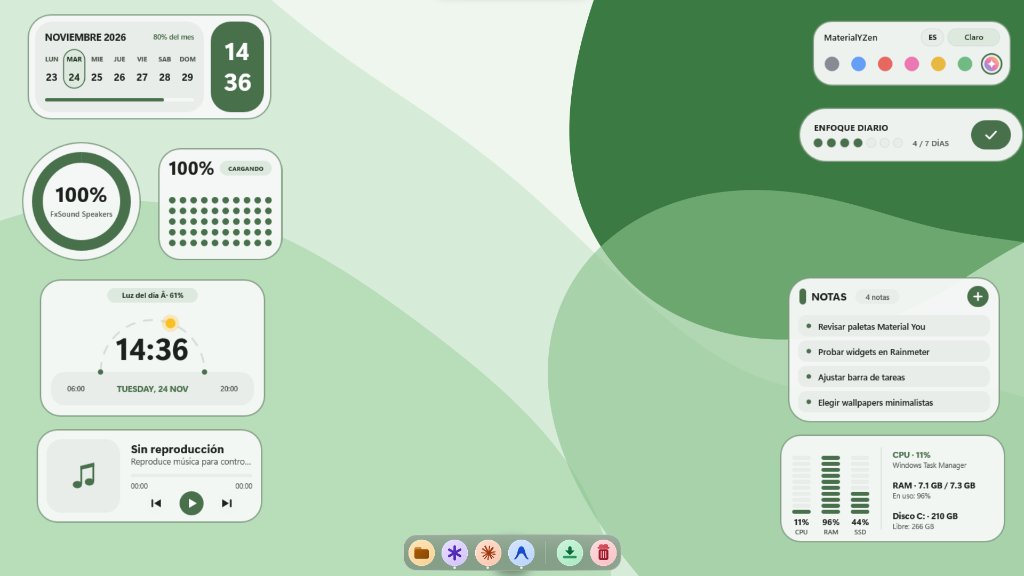 NOVIEMBRE 2026
80% del mes
LUN MAR MIE JUE VIE SAB DOM
23 24 25 26 27 28 29
14
36
100%
FxSound Speakers
100%
CARGANDO
Luz del dia Â· 61%
14:36
06:00
TUESDAY, 24 NOV
20:00
Sin reproducción
Reproduce música para contro...
00:00
00:00
MaterialYZen
ES
Claro
ENFOQUE DIARIO
4 / 7 DÍAS
NOTAS
4 notas
Revisar paletas Material You
Probar widgets en Rainmeter
Ajustar barra de tareas
Elegir wallpapers minimalistas
11%
CPU
96%
RAM
44%
SSD
CPU · 11%
Windows Task Manager
RAM · 7.1 GB / 7.3 GB
En uso: 96%
Disco C: · 210 GB
Libre: 266 GB